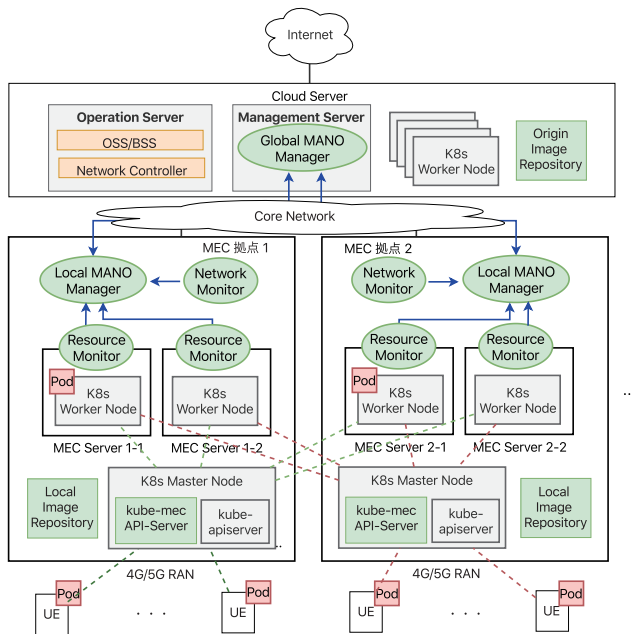 Internet
Cloud Server
Operation Server
OSS/BSS
Network Controller
Management Server
Global MANO
Manager
K8s
Worker Node
Origin
Image
Repository
Core Network
MEC 拠点 1
Local MANO
Manager
Network
Monitor
Resource
Monitor
Resource
Monitor
Pod
K8s
Worker Node
K8s
Worker Node
MEC Server 1-1
MEC Server 1-2
MEC 拠点 2
Network
Monitor
Local MANO
Manager
Resource
Monitor
Resource
Monitor
Pod
K8s
Worker Node
K8s
Worker Node
MEC Server 2-1
MEC Server 2-2
..
Local
Image
Repository
K8s Master Node
kube-mec
API-Server
kube-
apiserver
..
K8s Master Node
kube-mec
API-Server
kube-
apiserver
Local
Image
Repository
4G/5G RAN
4G/5G RAN
Pod
UE
. . .
Pod
UE
Pod
UE
. . .
Pod
UE